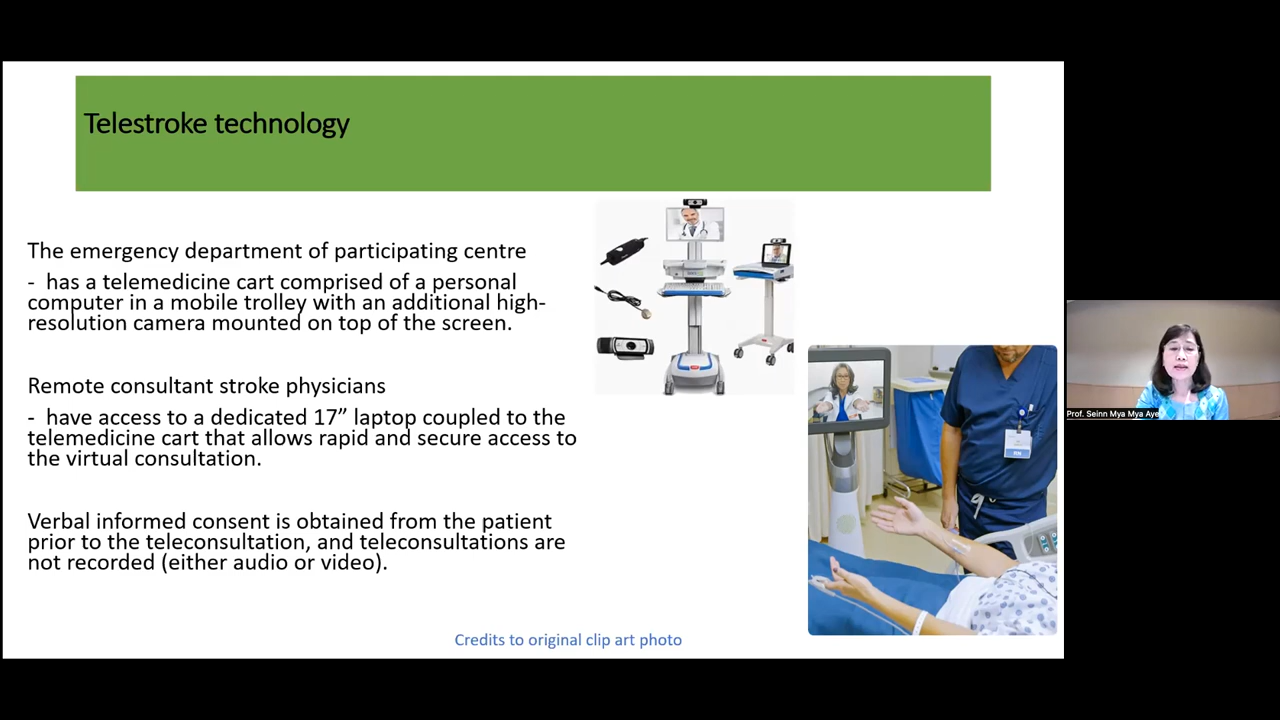 Telestroke technology
The emergency department of participating centre
- has a telemedicine cart comprised of a personal
computer in a mobile trolley with an additional high-
resolution camera mounted on top of the screen.
Remote consultant stroke physicians
- have access to a dedicated 17” laptop coupled to the
telemedicine cart that allows rapid and secure access to
the virtual consultation.
Verbal informed consent is obtained from the patient
prior to the teleconsultation, and teleconsultations are
not recorded (either audio or video).
Credits to original clip art photo
RN
Prof. Seinn Mya Mya Aye